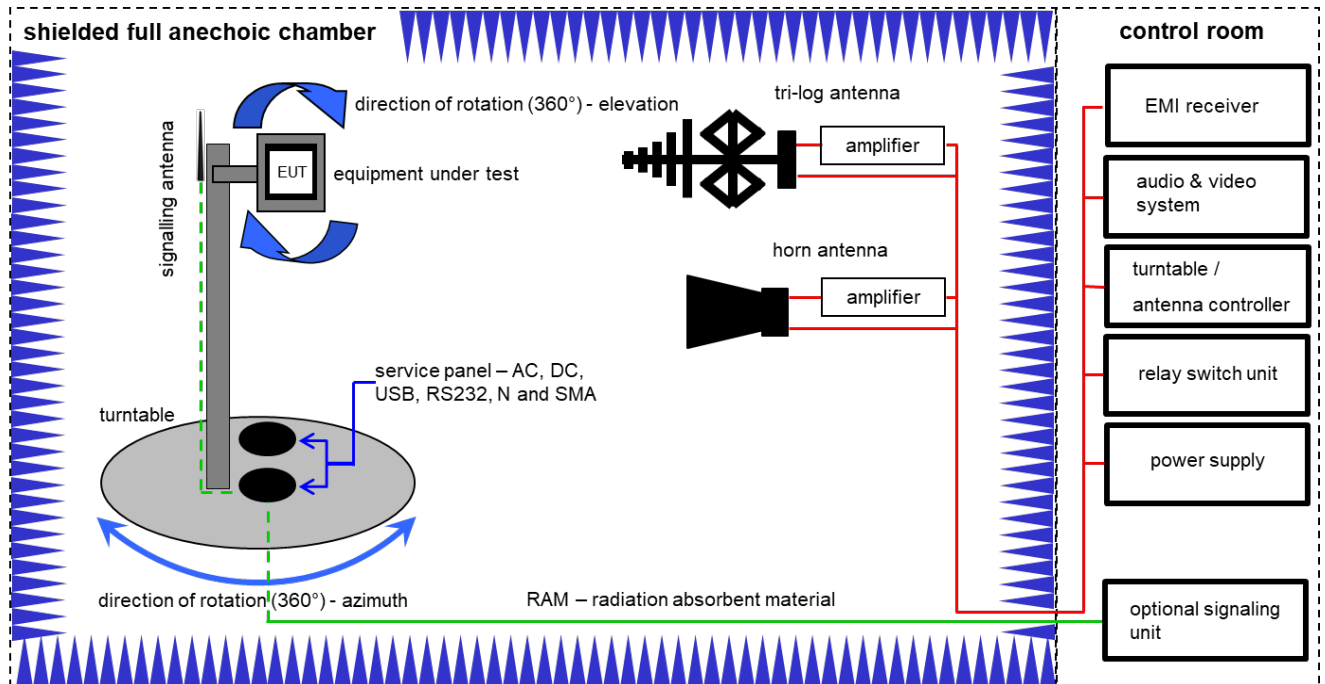 shielded full anechoic chamber
control room
signalling antenna
direction of rotation (360°) - elevation
EUT
equipment under test
tri-log antenna
amplifier
horn antenna
amplifier
service panel – AC, DC,
USB, RS232, N and SMA
turntable
direction of rotation (360°) - azimuth
RAM – radiation absorbent material
EMI receiver
audio & video
system
turntable /
antenna controller
relay switch unit
power supply
optional signaling
unit